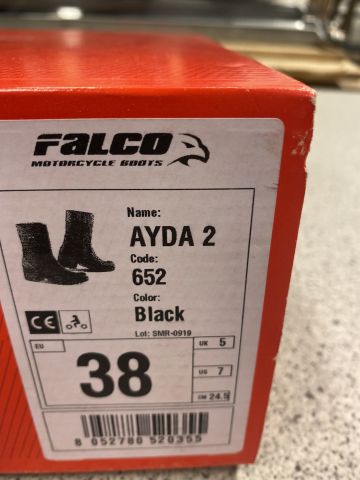 FALCO
MOTORCYCLE BOOTS
Name:
AYDA 2
Code:
652
Color:
Black
Lot: SMR-0919
CE
EU
38
UK 5
US 7
CM 24.5
8 052780 520355